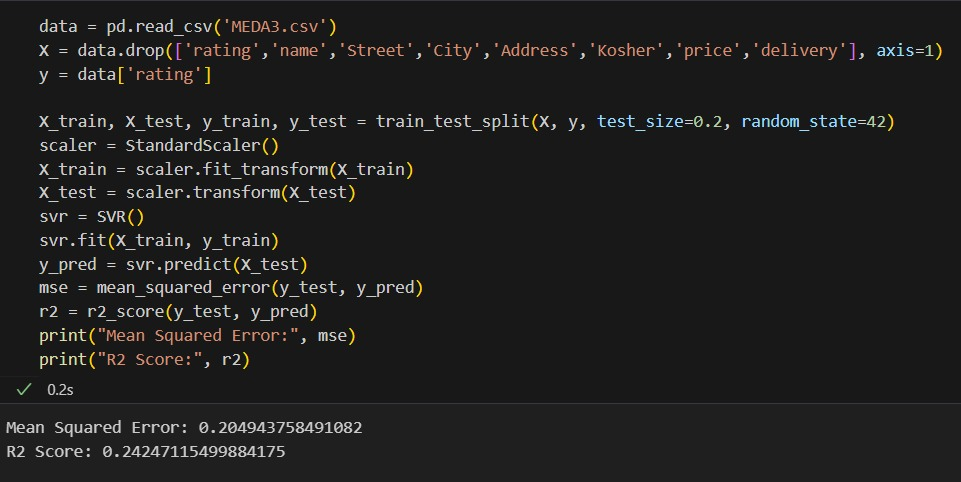 data = pd.read_csv('MEDA3.csv')
X = data.drop(['rating','name','Street','City','Address','Kosher','price','delivery'], axis=1)
y = data['rating']
X_train, X_test, y_train, y_test = train_test_split(X, y, test_size=0.2, random_state=42)
scaler = StandardScaler()
X_train = scaler.fit_transform(X_train)
X_test = scaler.transform(X_test)
svr = SVR()
svr.fit(X_train, y_train)
y_pred = svr.predict(X_test)
mse = mean_squared_error(y_test, y_pred)
r2 = r2_score(y_test, y_pred)
print("Mean Squared Error:", mse)
print("R2 Score:", r2)
0.2s
Mean Squared Error: 0.204943758491082
R2 Score: 0.24247115499884175